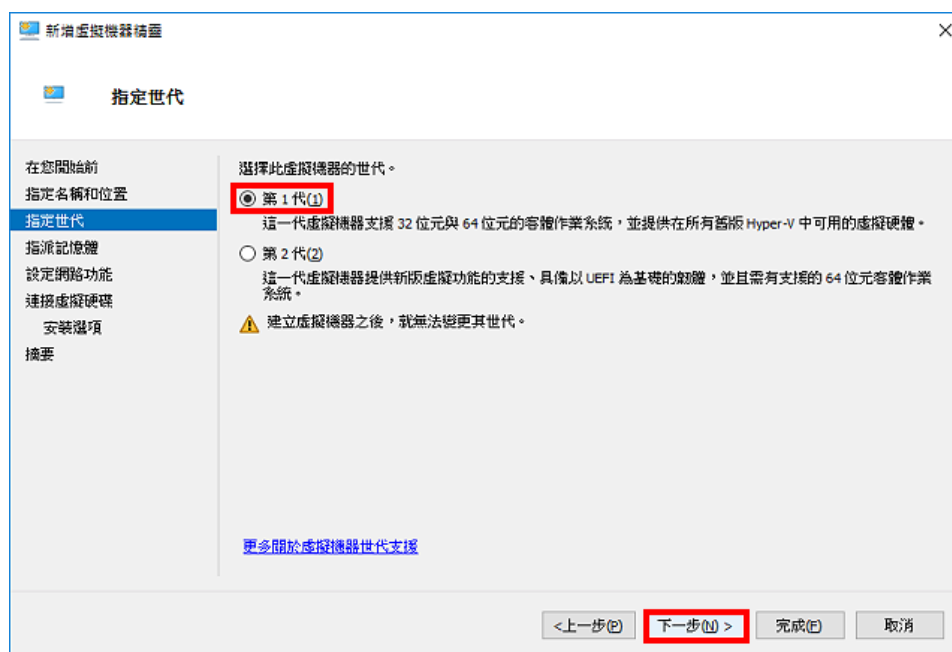 新增虛擬機器精靈
指定世代
在您開始前
指定名稱和位置
指定世代
指派記憶體
設定網路功能
連接虛擬硬碟
安裝選項
摘要
選擇此虛擬機器的世代。
第 1 代(1)
這一代虛擬機器支援 32 位元與 64 位元的客體作業系統，並提供在所有舊版 Hyper-V 中可用的虛擬硬體。
第 2 代(2)
這一代虛擬機器提供新版虛擬功能的支援、具備以 UEFI 為基礎的韌體，並且需有支援的 64 位元客體作業
系統。
建立虛擬機器之後，就無法變更其世代。
更多關於虛擬機器世代支援
<上一步(P)
下一步(N) >
完成(F)
取消